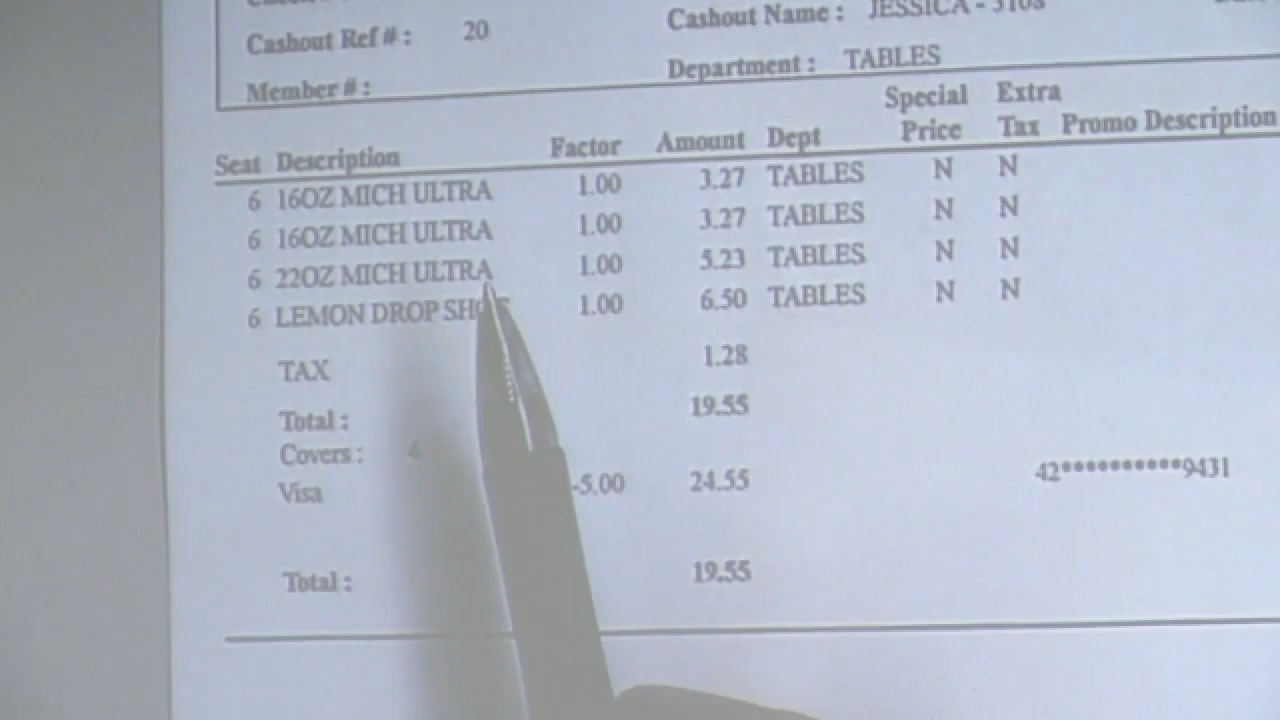 Cashout Ref # : 20 Cashout Name : JESSICA - 3108
Member # : Department : TABLES
Seat Description Factor Amount Dept Special Price Extra Tax Promo Description
6 16OZ MICH ULTRA 1.00 3.27 TABLES N N
6 16OZ MICH ULTRA 1.00 3.27 TABLES N N
6 22OZ MICH ULTRA 1.00 5.23 TABLES N N
6 LEMON DROP SHOT 1.00 6.50 TABLES N N
TAX 1.28
Total : 19.55
Covers : 4
Visa -5.00 24.55 42**********9431
Total : 19.55